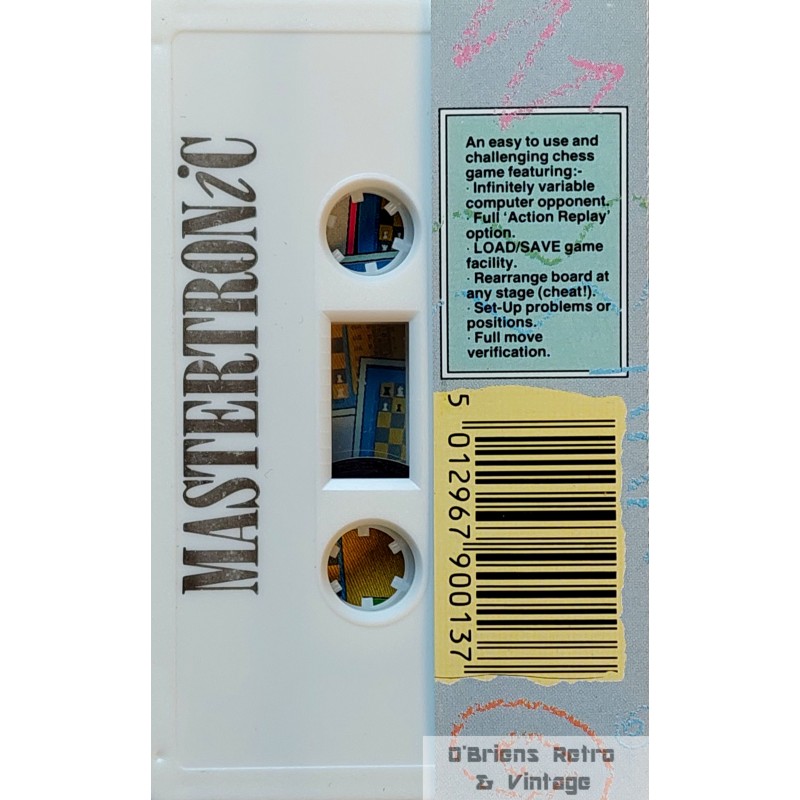 MASTERTRONiC
An easy to use and
challenging chess
game featuring:-
· Infinitely variable
computer opponent.
· Full 'Action Replay'
option.
· LOAD/SAVE game
facility.
· Rearrange board at
any stage (cheat!).
· Set-Up problems or
positions.
· Full move
verification.
5 012967 900137
O'Briens Retro
& Vintage